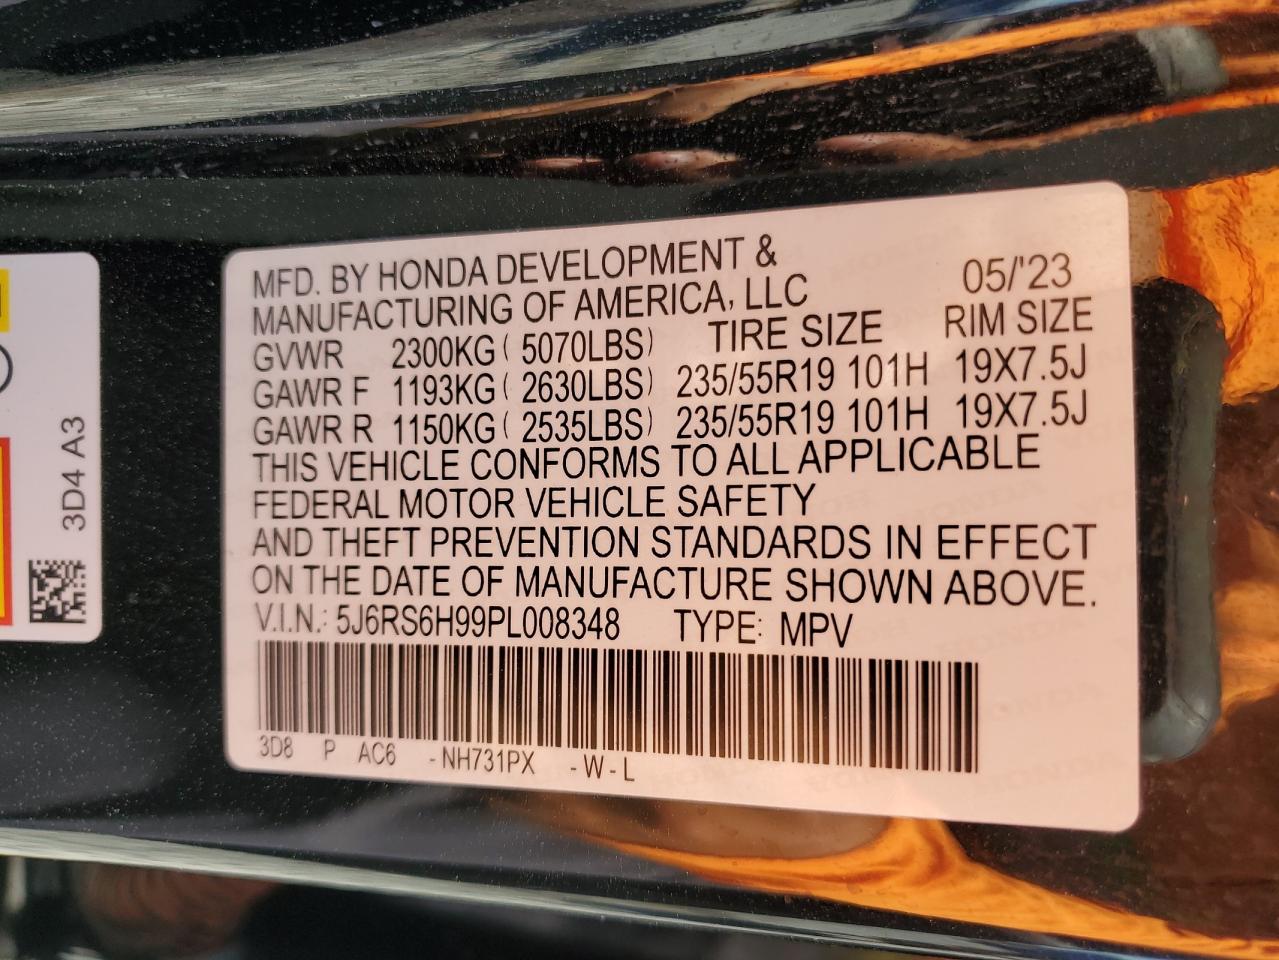 MFD. BY HONDA DEVELOPMENT &
MANUFACTURING OF AMERICA, LLC 05/'23
GVWR 2300KG ( 5070LBS) TIRE SIZE RIM SIZE
GAWR F 1193KG ( 2630LBS) 235/55R19 101H 19X7.5J
GAWR R 1150KG ( 2535LBS) 235/55R19 101H 19X7.5J
THIS VEHICLE CONFORMS TO ALL APPLICABLE
FEDERAL MOTOR VEHICLE SAFETY
AND THEFT PREVENTION STANDARDS IN EFFECT
ON THE DATE OF MANUFACTURE SHOWN ABOVE.
V.I.N.: 5J6RS6H99PL008348 TYPE: MPV
3D8 P AC6 -NH731PX -W-L
3D4 A3